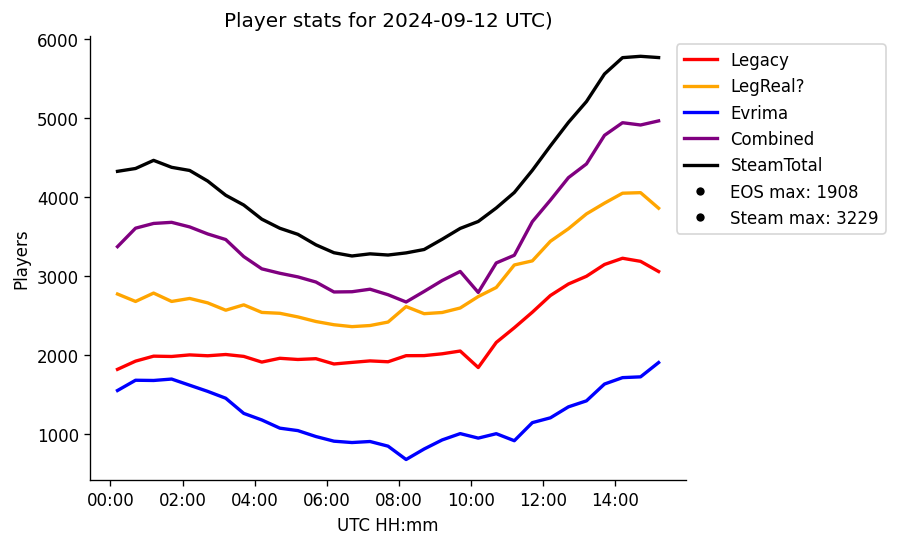 Player stats for 2024-09-12 UTC)
6000
5000
4000
3000
2000
1000
Players
00:00 02:00 04:00 06:00 08:00 10:00 12:00 14:00
UTC HH:mm
Legacy
LegReal?
Evrima
Combined
SteamTotal
EOS max: 1908
Steam max: 3229